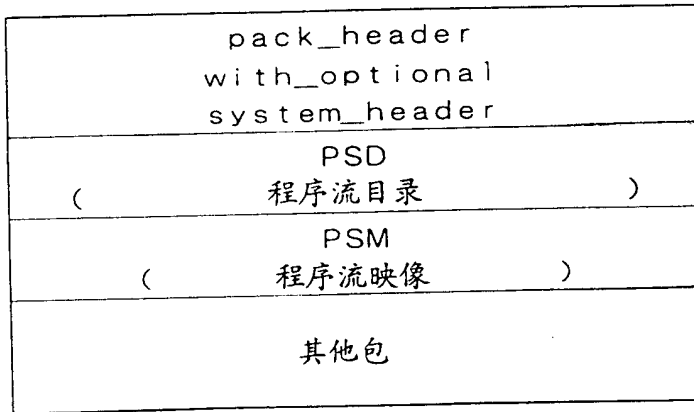 pack_header
with_optional
system_header
PSD
( 程序流目录 )
PSM
( 程序流映像 )
其他包